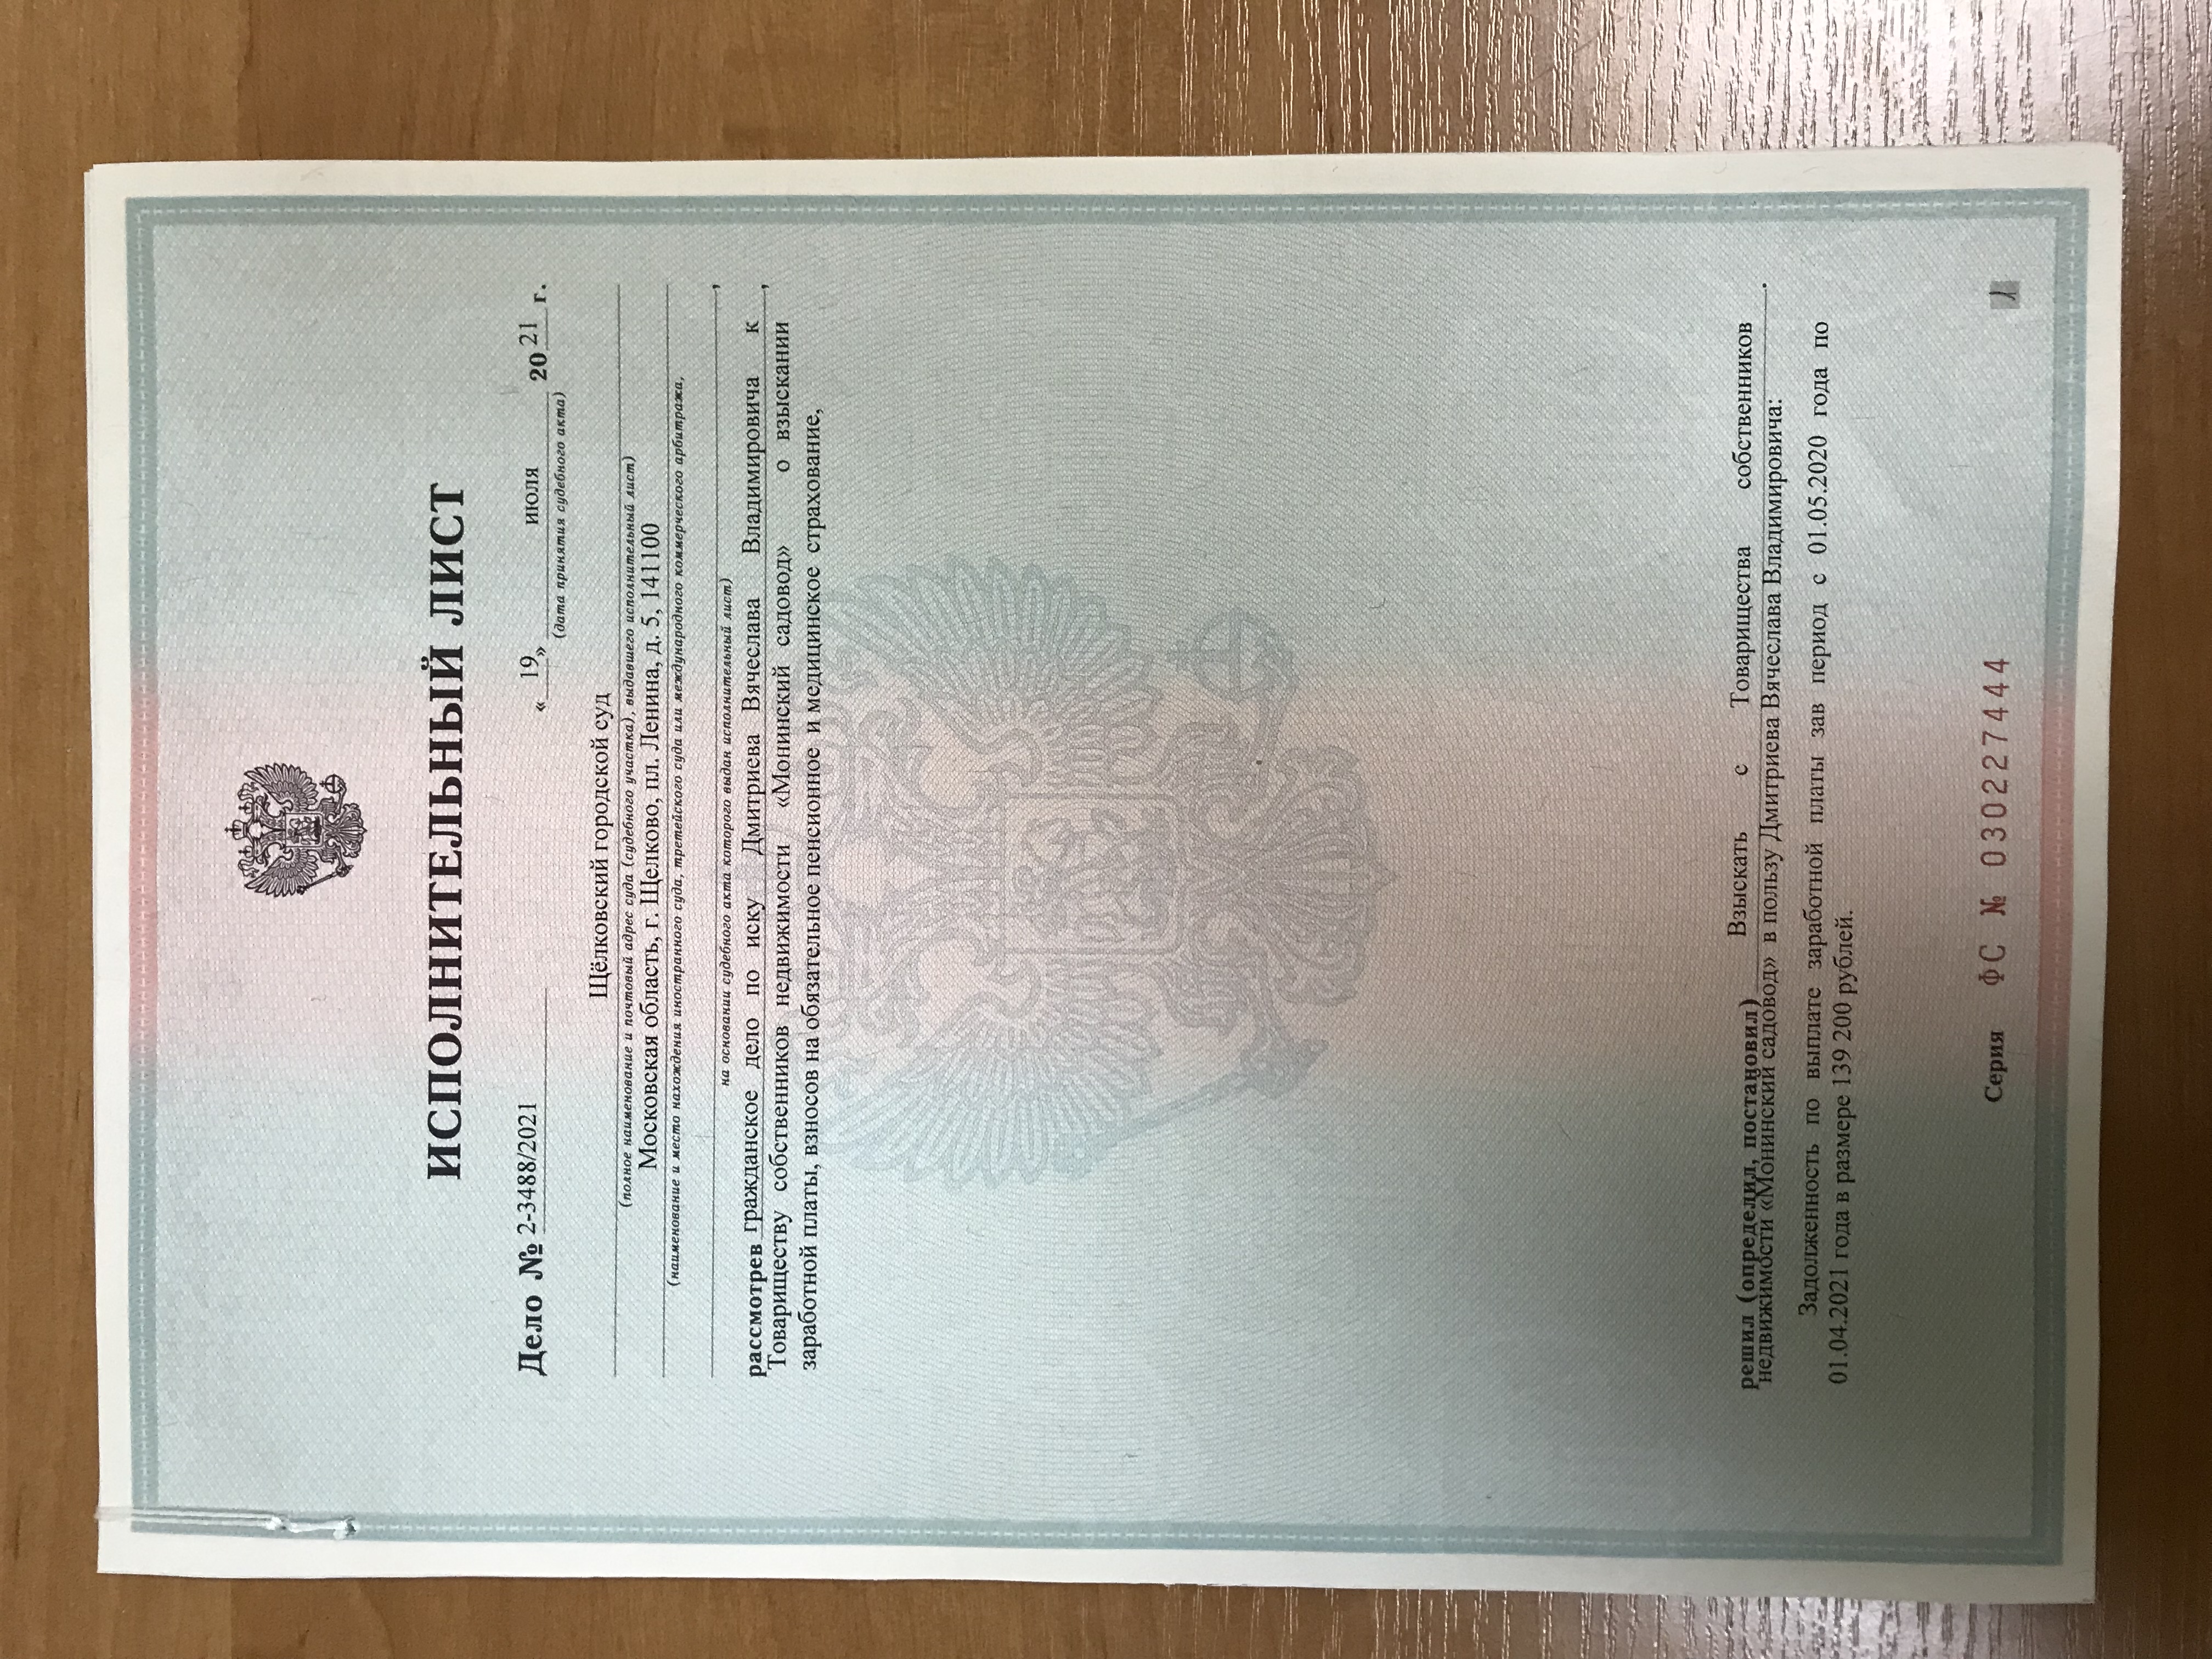 ИСПОЛНИТЕЛЬНЫЙ ЛИСТ
Дело № 2-3488/2021 « 19 » июля 20 21 г.
(дата принятия судебного акта)
Щёлковский городской суд
(полное наименование и почтовый адрес суда (судебного участка), выдавшего исполнительный лист)
Московская область, г. Щелково, пл. Ленина, д. 5, 141100
(наименование и место нахождения иностранного суда, третейского суда или международного коммерческого арбитража,
,
на основании судебного акта которого выдан исполнительный лист)
рассмотрев гражданское дело по иску Дмитриева Вячеслава Владимировича к ,
Товариществу собственников недвижимости «Монинский садовод» о взыскании
заработной платы, взносов на обязательное пенсионное и медицинское страхование,
решил (определил, постановил) Взыскать с Товарищества собственников .
недвижимости «Монинский садовод» в пользу Дмитриева Вячеслава Владимировича:
Задолженность по выплате заработной платы зав период с 01.05.2020 года по
01.04.2021 года в размере 139 200 рублей.
Серия ФС № 030227444
1